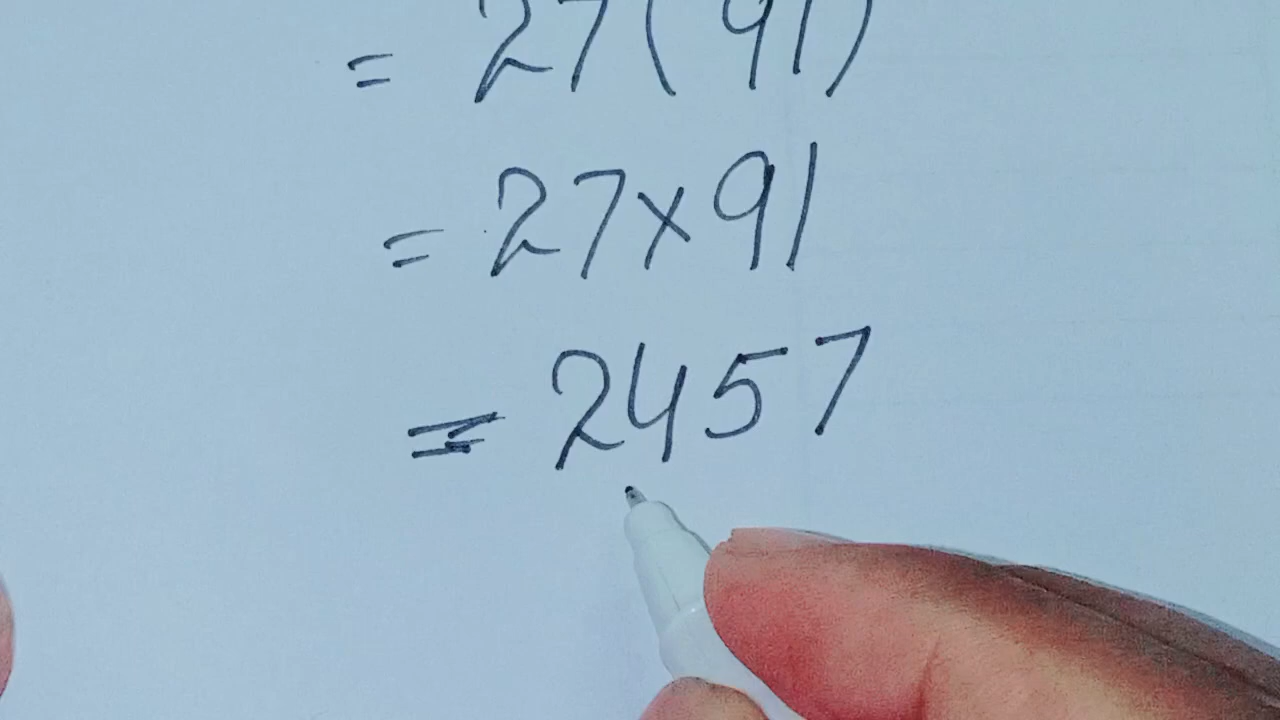 = 27(91)
= 27×91
= 2457